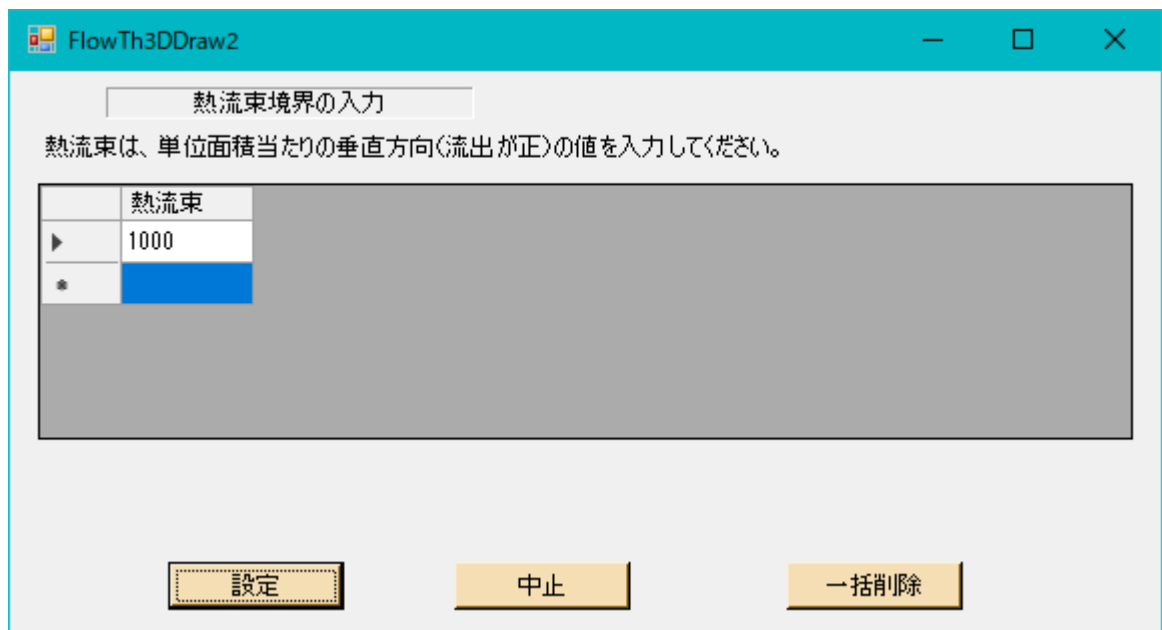 FlowTh3DDraw2
熱流束境界の入力
熱流束は、単位面積当たりの垂直方向(流出が正)の値を入力してください。
熱流束
1000
設定 中止 一括削除